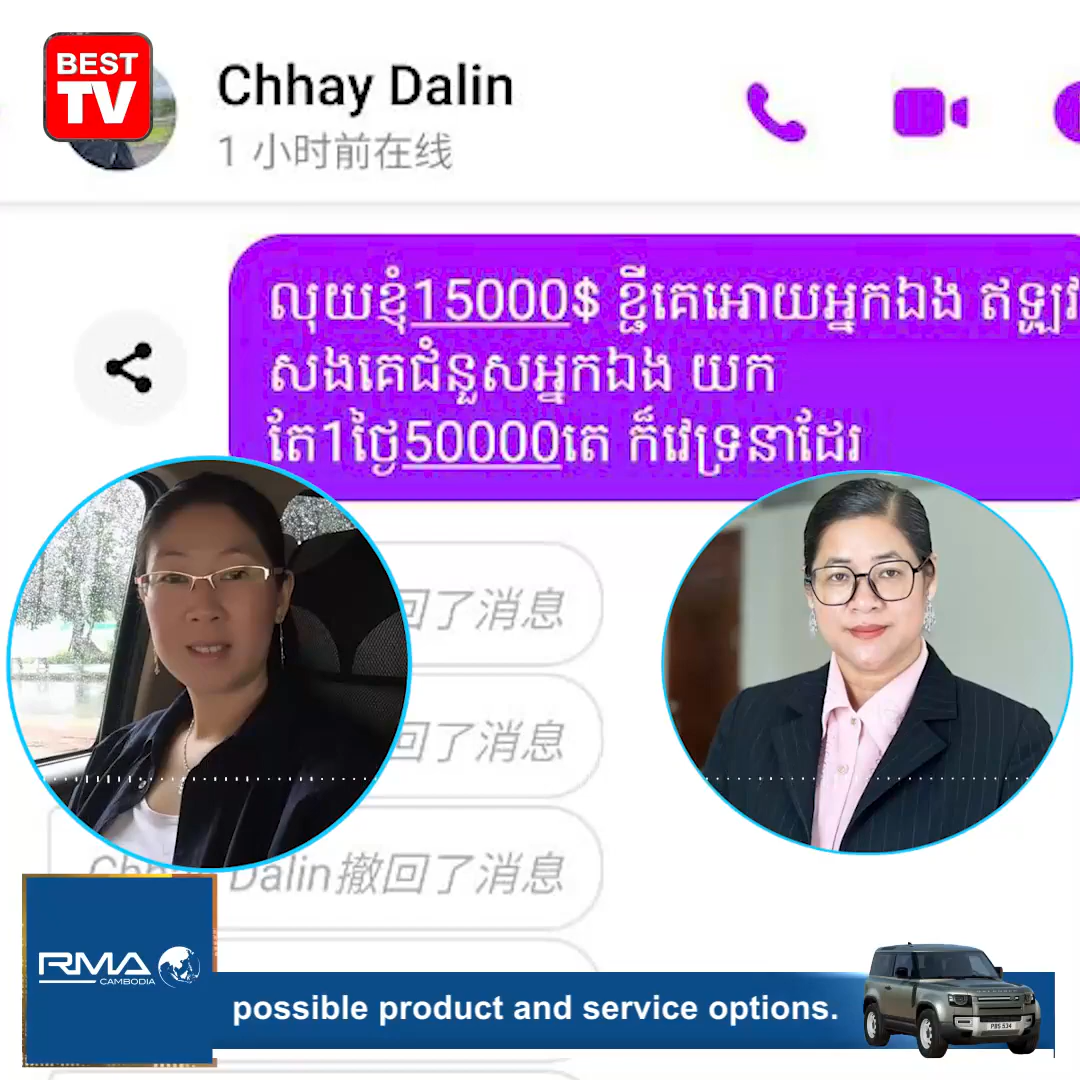 BEST
TV
Chhay Dalin
1 小时前在线
លុយខ្ញុំ15000$ ខ្ចីគេអោយអ្នកឯង ឥឡូវ
សងគេជំនួសអ្នកឯង យក
តែ1ថ្ងៃ50000តេ ក៏វេទ្រនាដែរ
回了消息
回了消息
Dalin撤回了消息
RMA
CAMBODIA
possible product and service options.